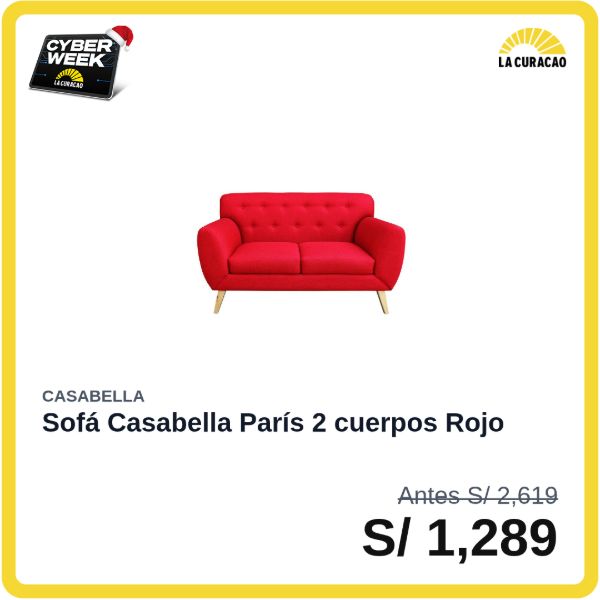 CYBER
WEEK
LA CURACAO
LA CURACAO
CASABELLA
Sofá Casabella París 2 cuerpos Rojo
Antes S/ 2,619
S/ 1,289